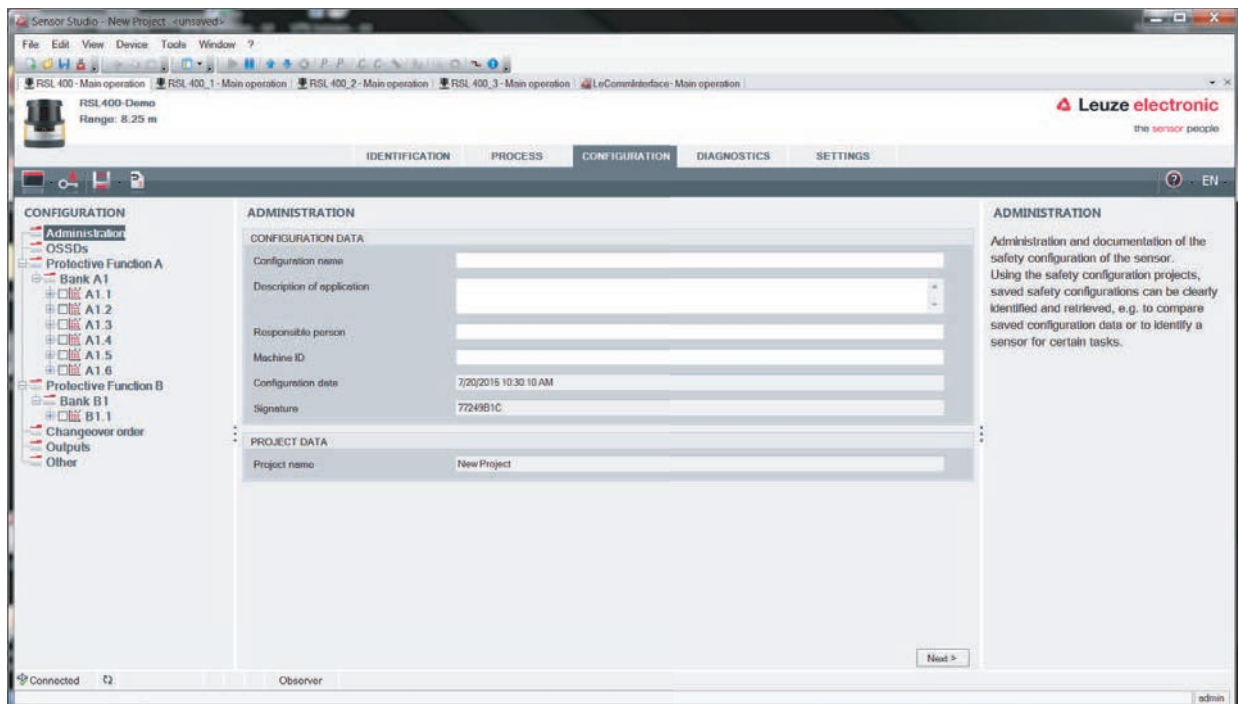 Sensor Studio - New Project <unsaved>
File Edit View Device Tools Window ?
RSL 400 - Main operation RSL 400_1 - Main operation RSL 400_2 - Main operation RSL 400_3 - Main operation LeCommInterface - Main operation
RSL400-Demo
Range: 8.25 m
Leuze electronic
the sensor people
IDENTIFICATION PROCESS CONFIGURATION DIAGNOSTICS SETTINGS
EN
CONFIGURATION
Administration
OSSDs
Protective Function A
Bank A1
A1.1
A1.2
A1.3
A1.4
A1.5
A1.6
Protective Function B
Bank B1
B1.1
Changeover order
Outputs
Other
ADMINISTRATION
CONFIGURATION DATA
Configuration name
Description of application
Responsible person
Machine ID
Configuration date 7/20/2015 10:30:10 AM
Signature 77249B1C
PROJECT DATA
Project name New Project
Next >
ADMINISTRATION
Administration and documentation of the
safety configuration of the sensor.
Using the safety configuration projects,
saved safety configurations can be clearly
identified and retrieved, e.g. to compare
saved configuration data or to identify a
sensor for certain tasks.
Connected Observer
admin